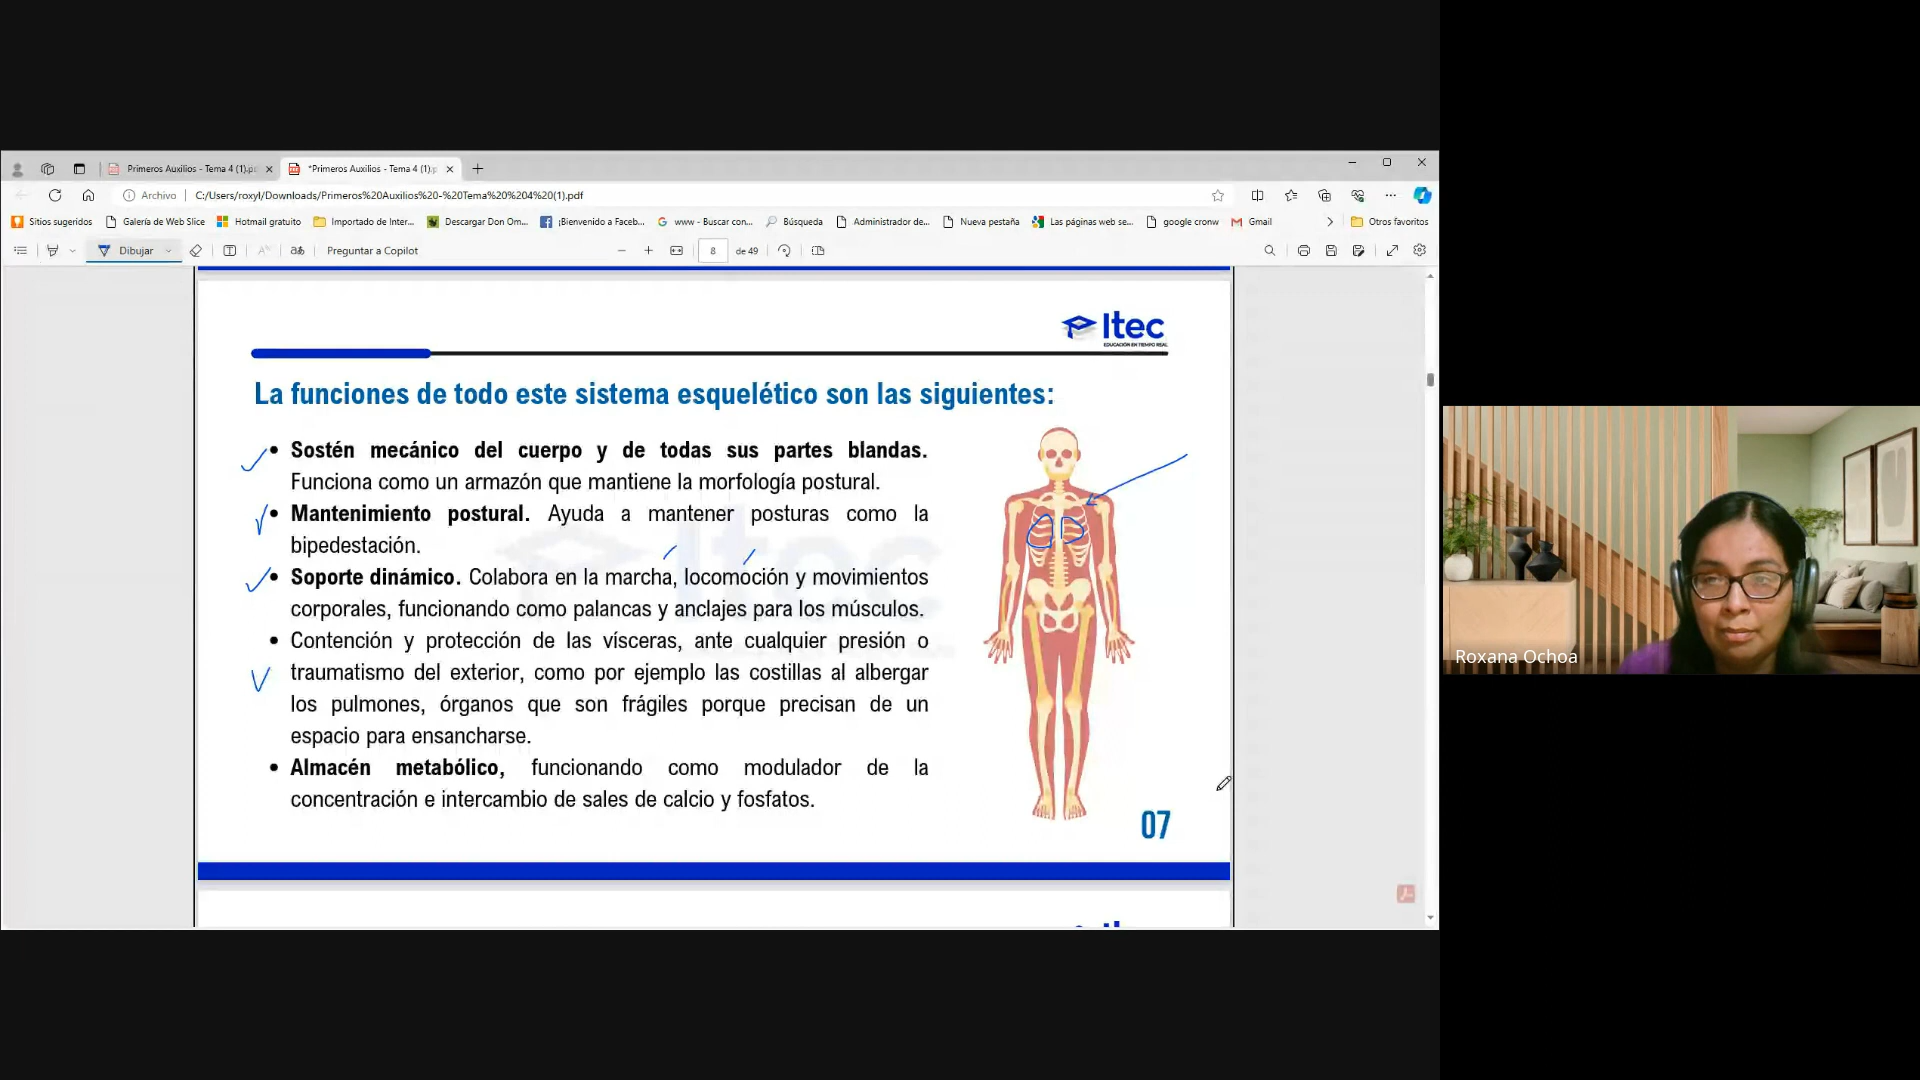 Primeros Auxilios - Tema 4 (1).p
*Primeros Auxilios - Tema 4 (1).p
Archivo
C:/Users/roxyl/Downloads/Primeros%20Auxilios%20-%20Tema%20%204%20(1).pdf
Sitios sugeridos
Galería de Web Slice
Hotmail gratuito
Importado de Inter...
Descargar Don Om...
¡Bienvenido a Faceb...
www - Buscar con...
Búsqueda
Administrador de...
Nueva pestaña
Las páginas web se...
google cronw
Gmail
Otros favoritos
Dibujar
Preguntar a Copilot
8
de 49
Itec
EDUCACIÓN EN TIEMPO REAL
La funciones de todo este sistema esquelético son las siguientes:
• Sostén mecánico del cuerpo y de todas sus partes blandas.
Funciona como un armazón que mantiene la morfología postural.
• Mantenimiento postural. Ayuda a mantener posturas como la
bipedestación.
• Soporte dinámico. Colabora en la marcha, locomoción y movimientos
corporales, funcionando como palancas y anclajes para los músculos.
• Contención y protección de las vísceras, ante cualquier presión o
traumatismo del exterior, como por ejemplo las costillas al albergar
los pulmones, órganos que son frágiles porque precisan de un
espacio para ensancharse.
• Almacén metabólico, funcionando como modulador de la
concentración e intercambio de sales de calcio y fosfatos.
07
Roxana Ochoa